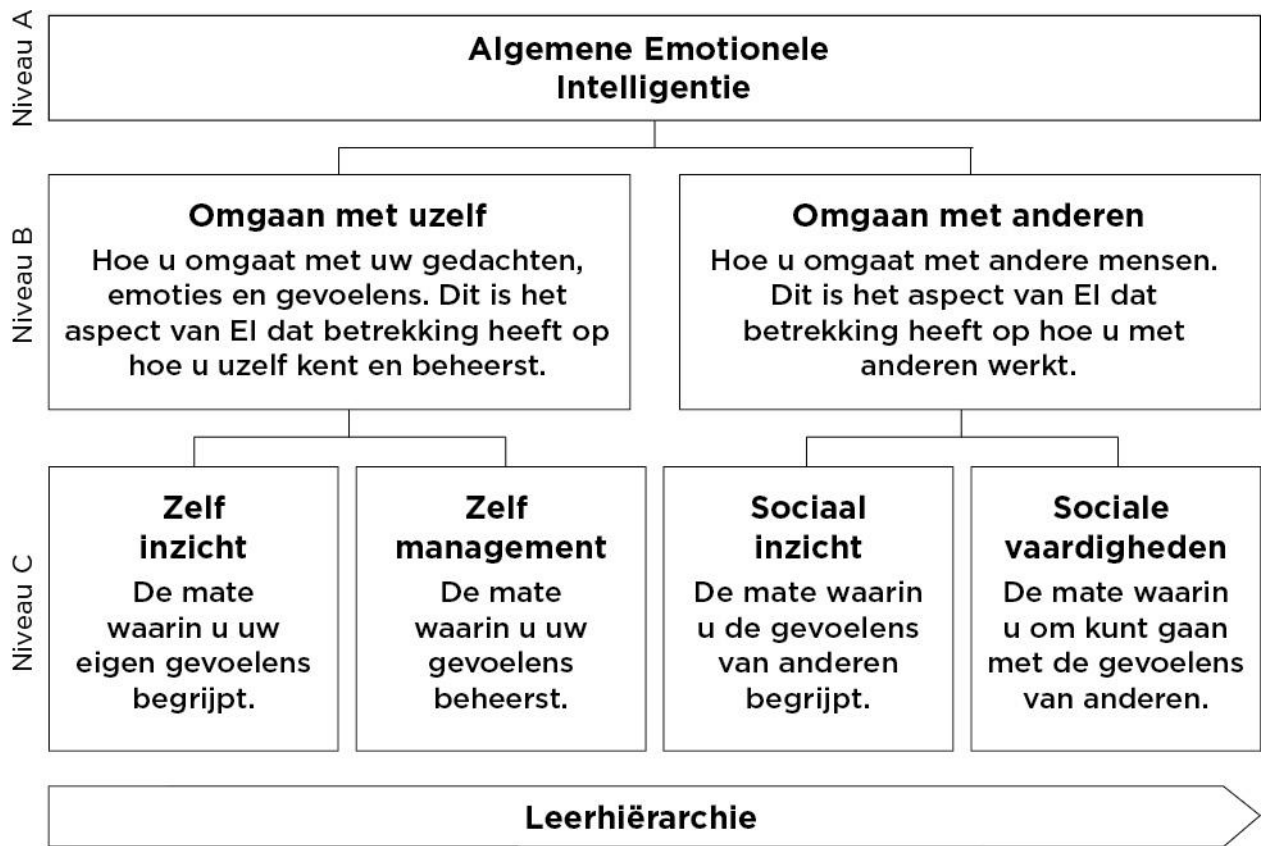 Niveau A
Algemene Emotionele
Intelligentie
Niveau B
Omgaan met uzelf
Hoe u omgaat met uw gedachten,
emoties en gevoelens. Dit is het
aspect van EI dat betrekking heeft op
hoe u uzelf kent en beheerst.
Omgaan met anderen
Hoe u omgaat met andere mensen.
Dit is het aspect van EI dat
betrekking heeft op hoe u met
anderen werkt.
Niveau C
Zelf
inzicht
De mate
waarin u uw
eigen gevoelens
begrijpt.
Zelf
management
De mate
waarin u uw
gevoelens
beheerst.
Sociaal
inzicht
De mate waarin
u de gevoelens
van anderen
begrijpt.
Sociale
vaardigheden
De mate waarin
u om kunt gaan
met de gevoelens
van anderen.
Leerhiërarchie